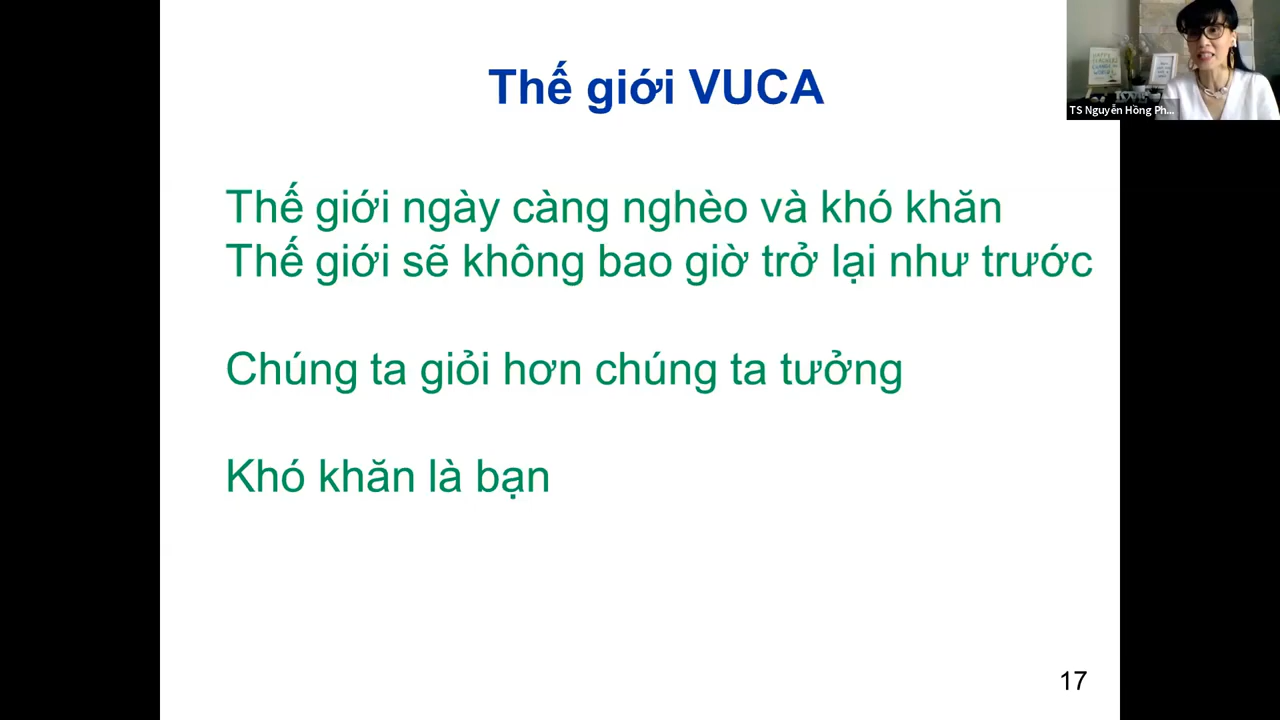 Thế giới VUCA
TS Nguyễn Hồng Ph...
Thế giới ngày càng nghèo và khó khăn
Thế giới sẽ không bao giờ trở lại như trước
Chúng ta giỏi hơn chúng ta tưởng
Khó khăn là bạn
17